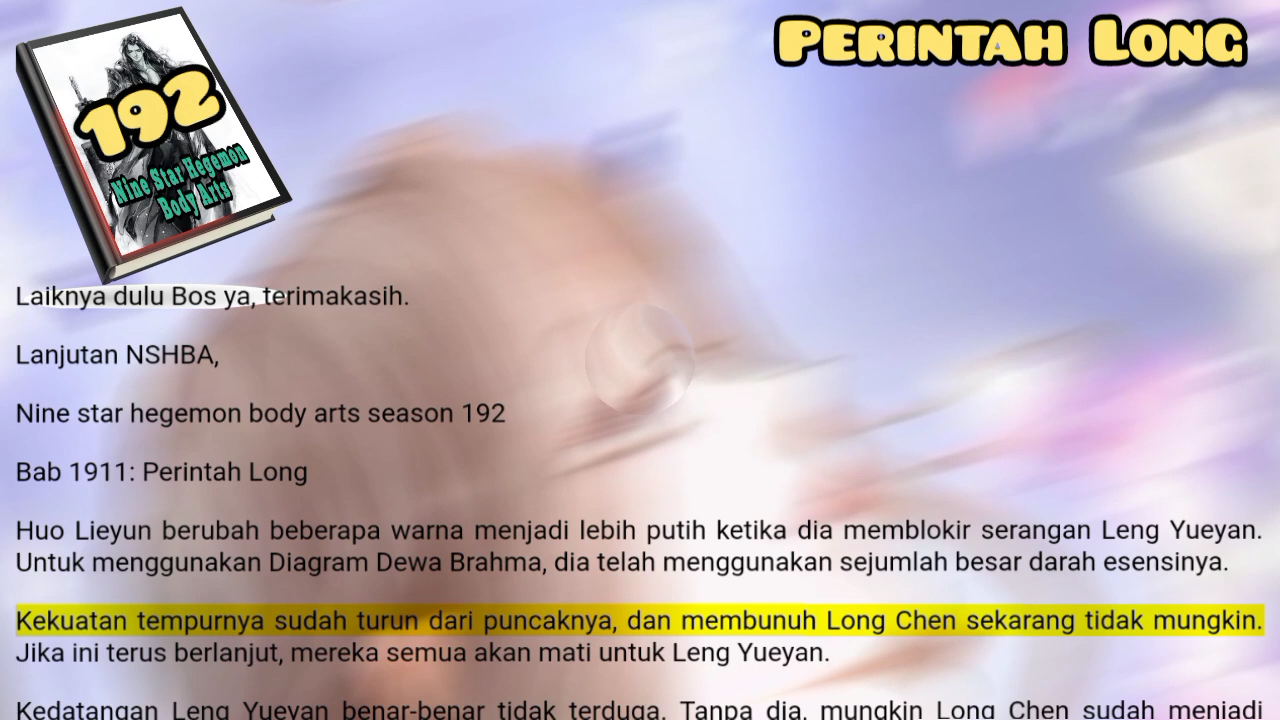 PERINTAH LONG
192
Nine Star Hegemon
Body Arts
Laiknya dulu Bos ya, terimakasih.
Lanjutan NSHBA,
Nine star hegemon body arts season 192
Bab 1911: Perintah Long
Huo Lieyun berubah beberapa warna menjadi lebih putih ketika dia memblokir serangan Leng Yueyan.
Untuk menggunakan Diagram Dewa Brahma, dia telah menggunakan sejumlah besar darah esensinya.
Kekuatan tempurnya sudah turun dari puncaknya, dan membunuh Long Chen sekarang tidak mungkin.
Jika ini terus berlanjut, mereka semua akan mati untuk Leng Yueyan.
Kedatangan Leng Yueyan benar-benar tidak terduga. Tanpa dia, mungkin Long Chen sudah menjadi